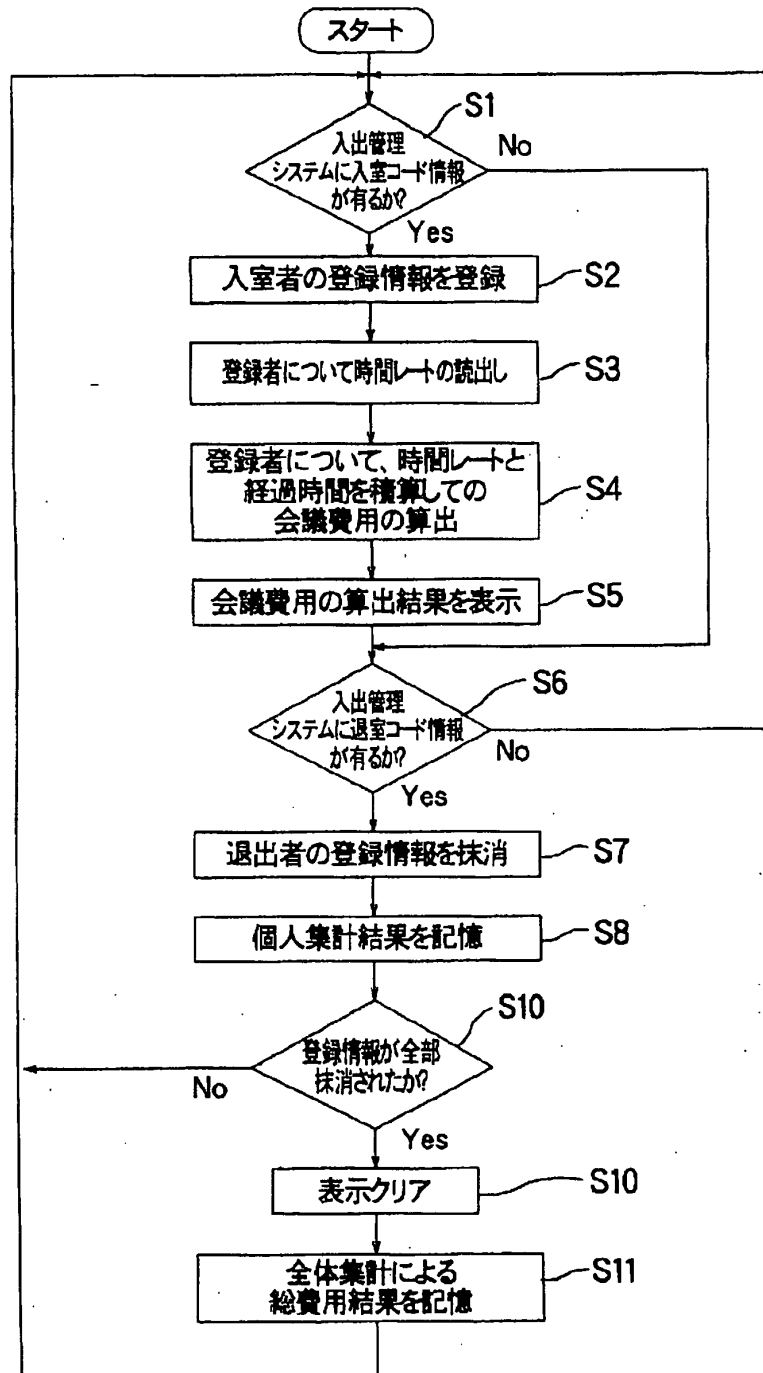 スタート
S1
入出管理
システムに入室コード情報
が有るか?
No
Yes
入室者の登録情報を登録
S2
登録者について時間レートの読出し
S3
登録者について、時間レートと
経過時間を積算しての
会議費用の算出
S4
会議費用の算出結果を表示
S5
S6
入出管理
システムに退室コード情報
が有るか?
No
Yes
退出者の登録情報を抹消
S7
個人集計結果を記憶
S8
S10
登録情報が全部
抹消されたか?
No
Yes
表示クリア
S10
全体集計による
総費用結果を記憶
S11